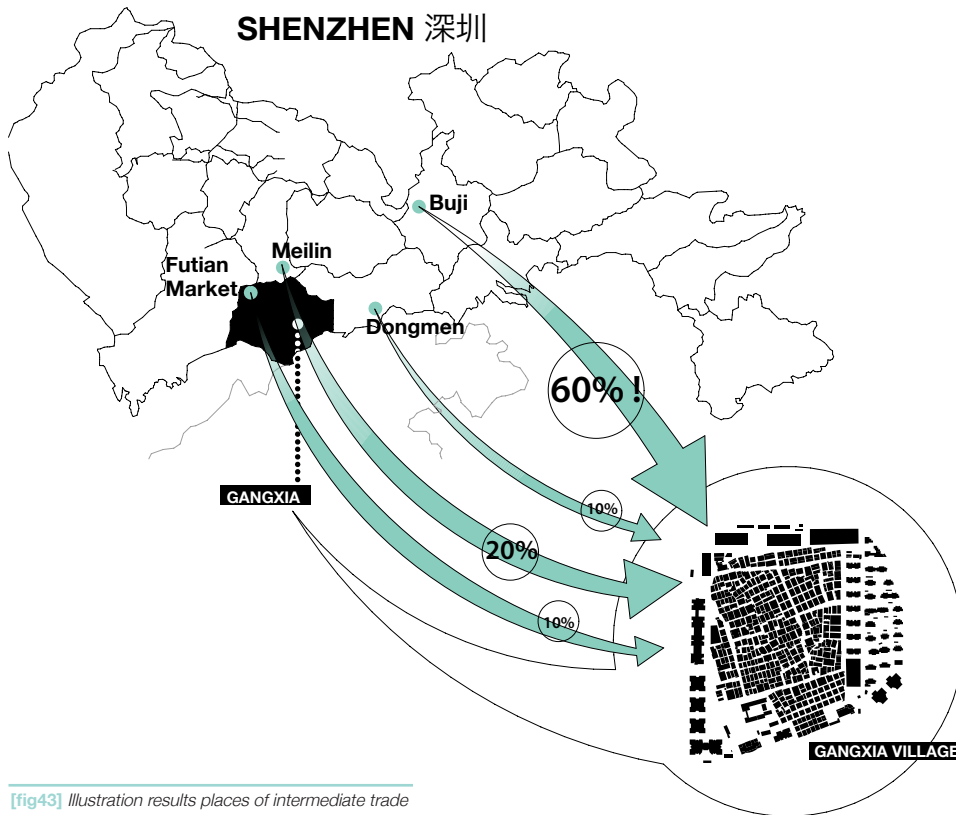 SHENZHEN 深圳
Buji
Meilin
Futian
Market
Dongmen
60% !
GANGXIA
10%
20%
10%
GANGXIA VILLAGE
[fig43] Illustration results places of intermediate trade